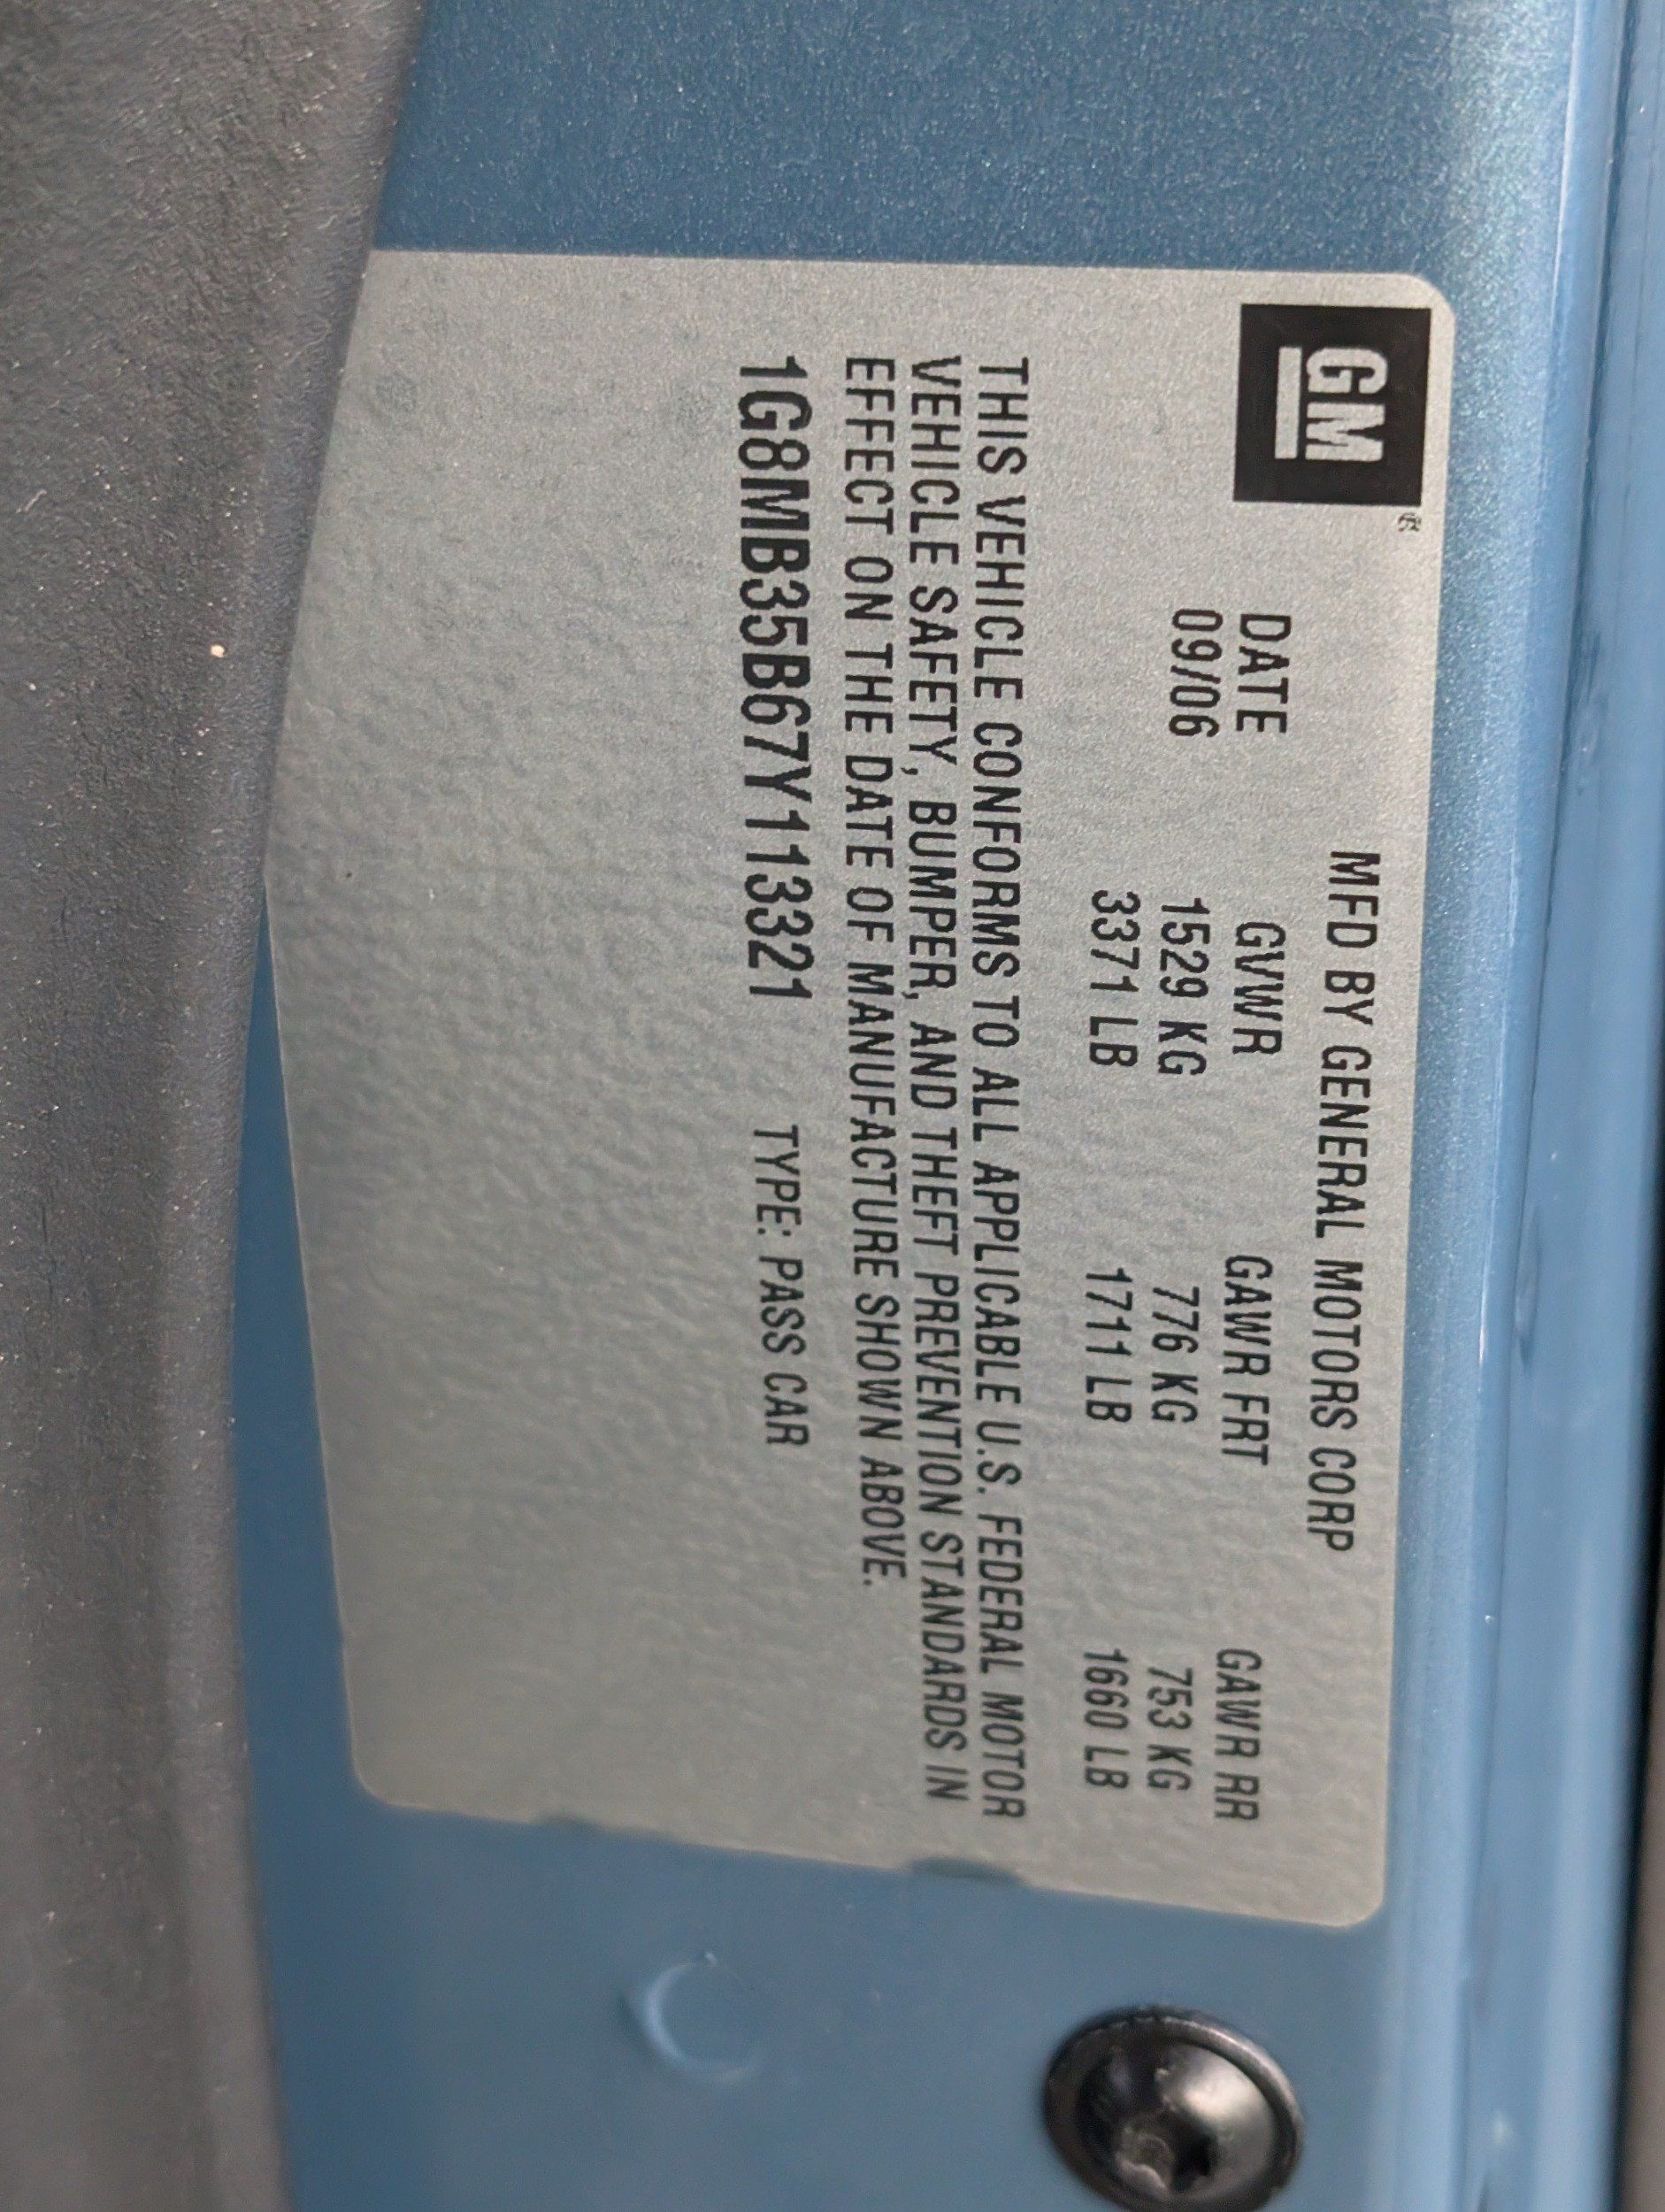 GM®
MFD BY GENERAL MOTORS CORP
DATE GVWR GAWR FRT GAWR RR
09/06 1529 KG 776 KG 753 KG
3371 LB 1711 LB 1660 LB
THIS VEHICLE CONFORMS TO ALL APPLICABLE U.S. FEDERAL MOTOR
VEHICLE SAFETY, BUMPER, AND THEFT PREVENTION STANDARDS IN
EFFECT ON THE DATE OF MANUFACTURE SHOWN ABOVE.
1G8MB35B67Y113321 TYPE: PASS CAR